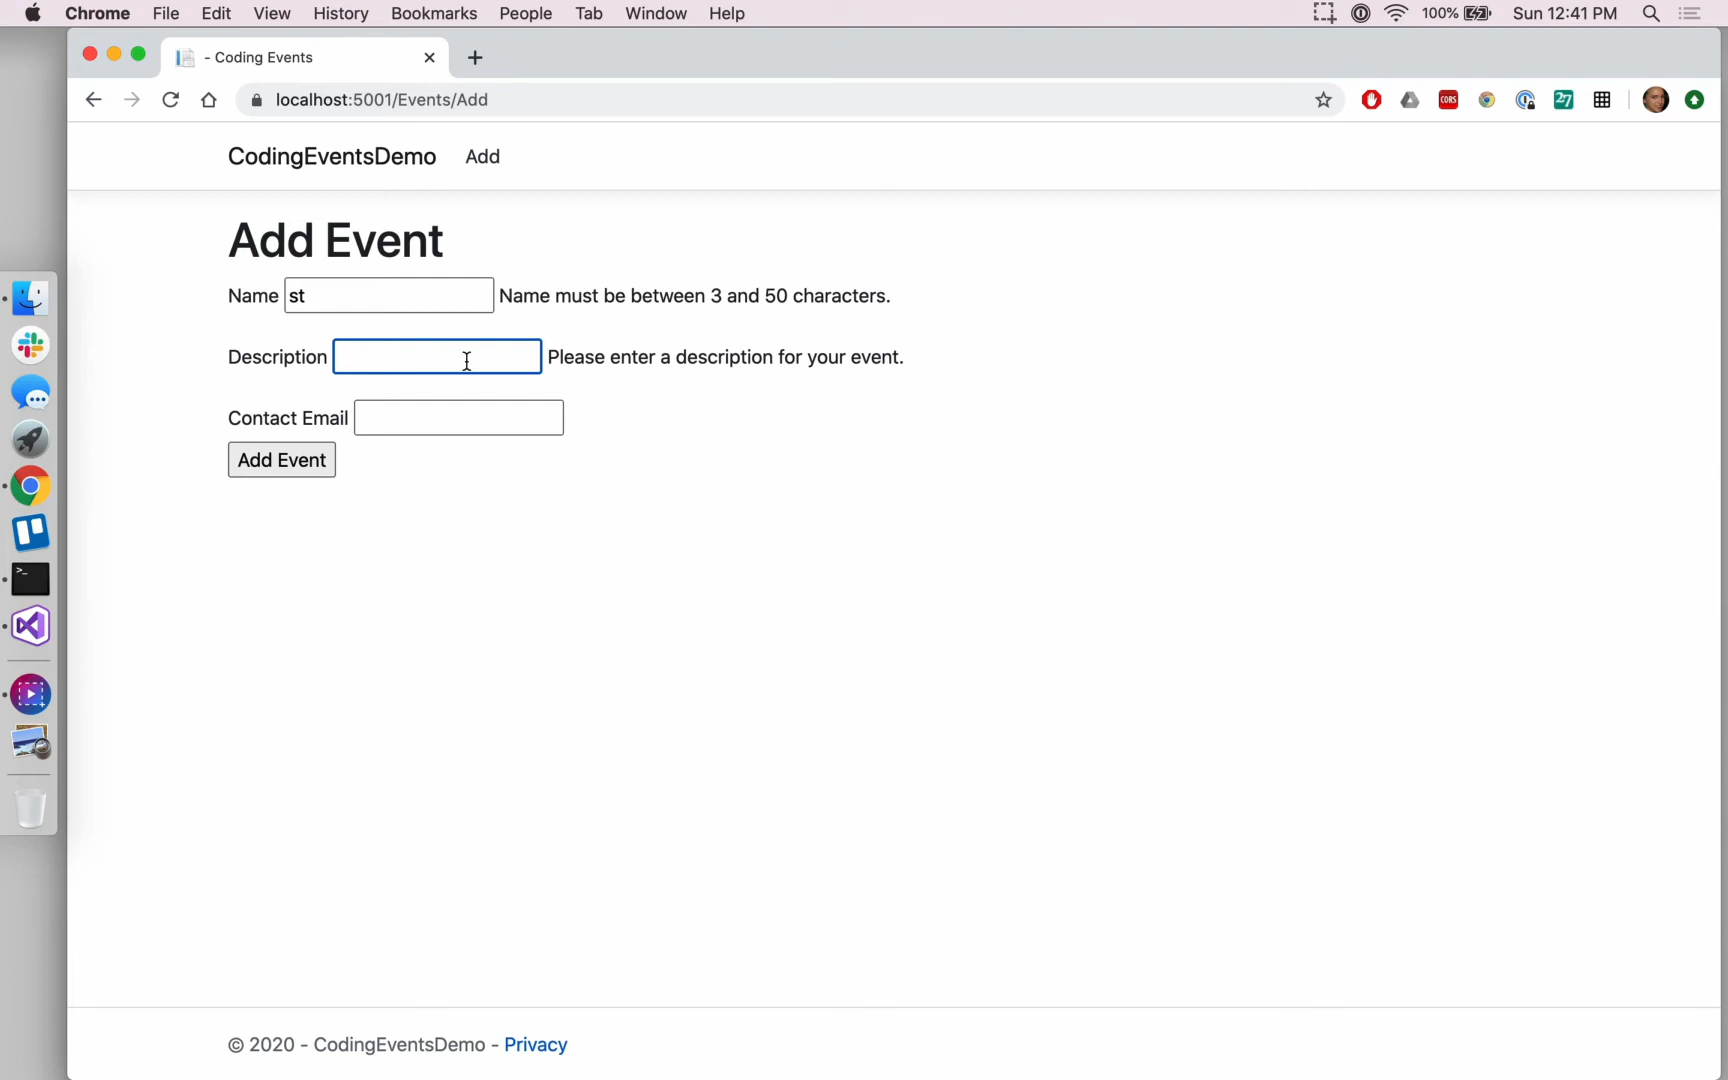 Chrome File Edit View History Bookmarks People Tab Window Help 100% Sun 12:41 PM
- Coding Events
localhost:5001/Events/Add
CORS
27
CodingEventsDemo Add
Add Event
Name st Name must be between 3 and 50 characters.
Description Please enter a description for your event.
Contact Email
Add Event
>_
© 2020 - CodingEventsDemo - Privacy